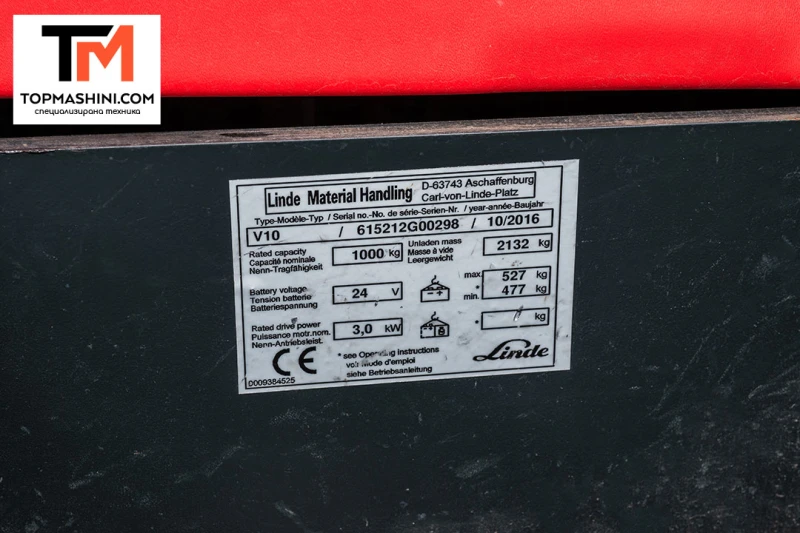 TM
TOPMASHINI.COM
специализирана техника
Linde Material Handling
D-63743 Aschaffenburg
Carl-von-Linde-Platz
Type-Modèle-Typ / Serial no.-No. de série-Serien-Nr. / year-année-Baujahr
V10 / 615212G00298 / 10/2016
Rated capacity
Capacité nominale
Nenn-Tragfähigkeit
1000 kg
Unladen mass
Masse à vide
Leergewicht
2132 kg
Battery voltage
Tension batterie
Batteriespannung
24 V
- +
max. 527 kg
* min. 477 kg
Rated drive power
Puissance motr.nom.
Nenn-Antriebsleist.
3,0 kW
* kg
CE
* see Operating Instructions
voir Mode d'emploi
siehe Betriebsanleitung
Linde
D009384525